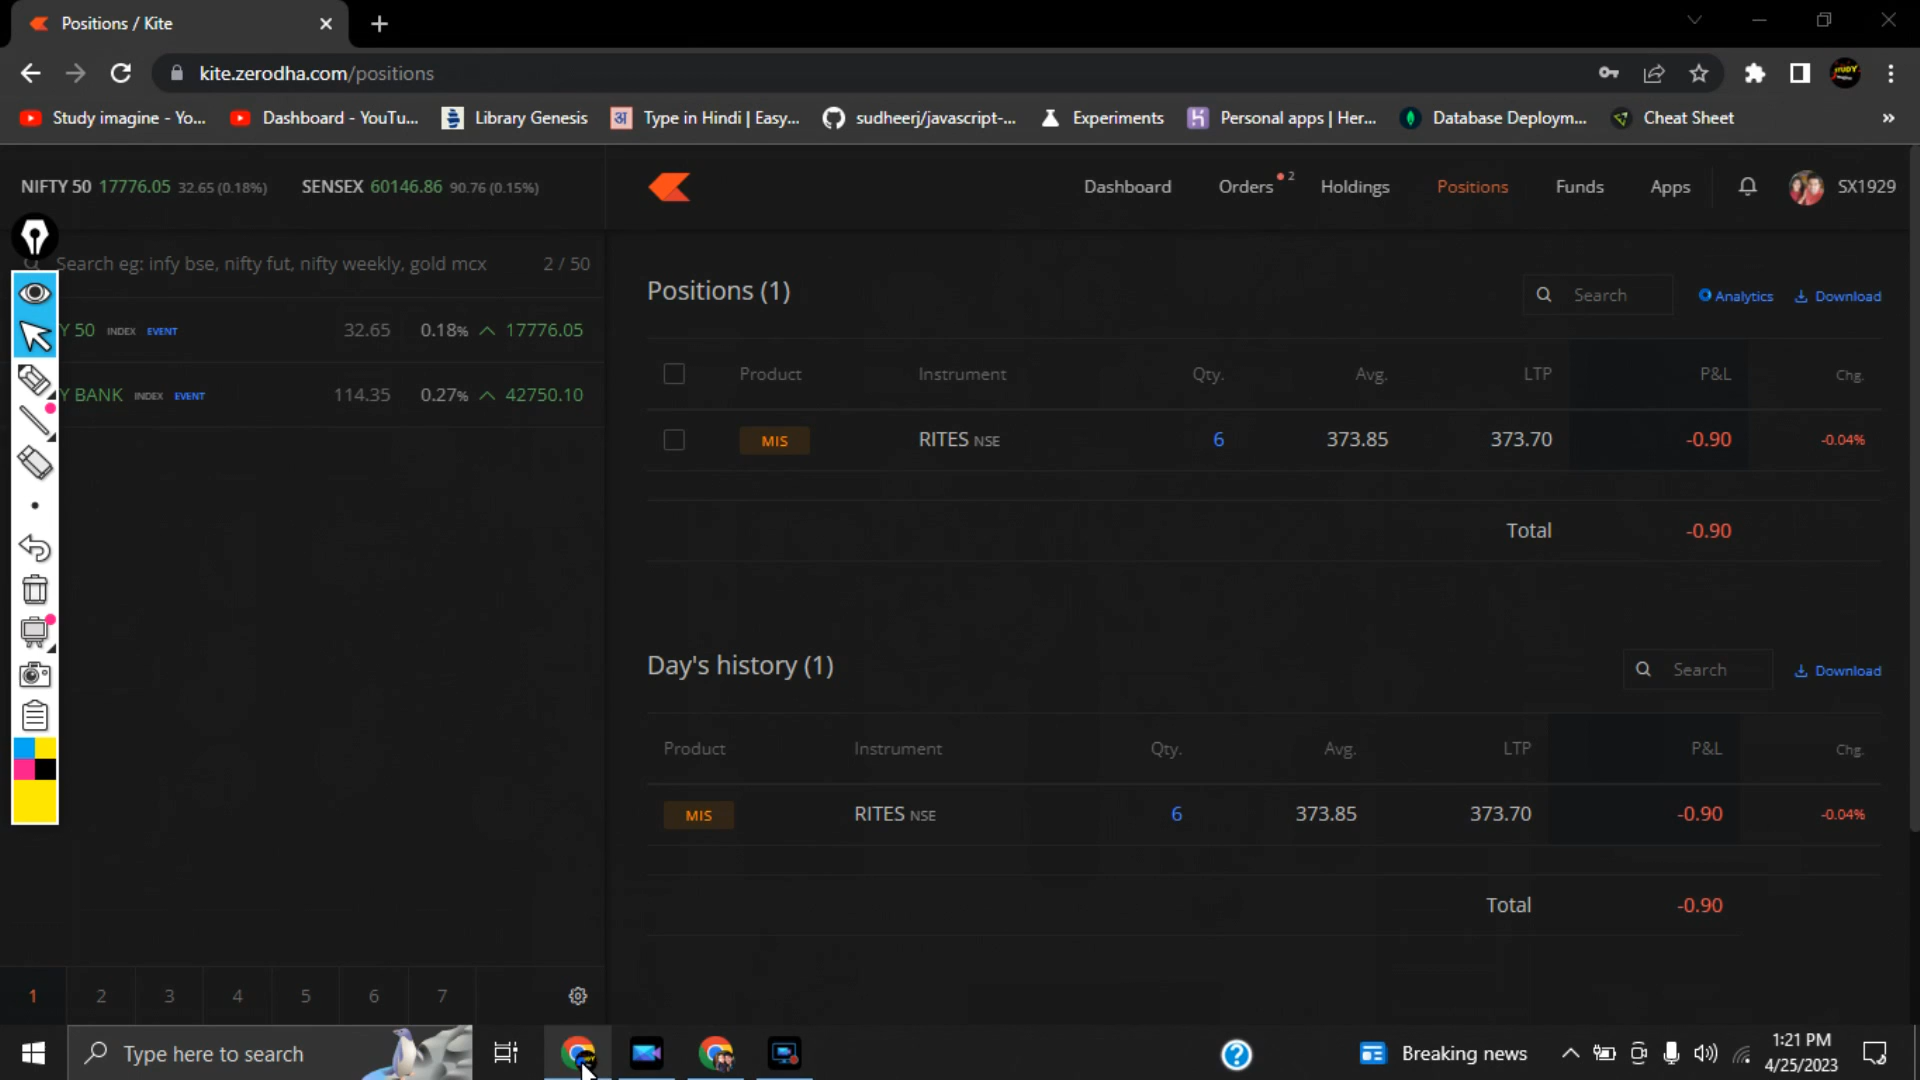 Positions / Kite
kite.zerodha.com/positions
Study imagine - Yo... Dashboard - YouTu... Library Genesis Type in Hindi | Easy... sudheerj/javascript-... Experiments Personal apps | Her... Database Deploym... Cheat Sheet »
NIFTY 50 17776.05 32.65 (0.18%) SENSEX 60146.86 90.76 (0.15%)
Dashboard Orders 2 Holdings Positions Funds Apps SX1929
Search eg: infy bse, nifty fut, nifty weekly, gold mcx 2 / 50
Y 50 INDEX EVENT 32.65 0.18% 17776.05
Y BANK INDEX EVENT 114.35 0.27% 42750.10
Positions (1) Search Analytics Download
Product Instrument Qty. Avg. LTP P&L Chg.
MIS RITES NSE 6 373.85 373.70 -0.90 -0.04%
Total -0.90
Day's history (1) Search Download
Product Instrument Qty. Avg. LTP P&L Chg.
MIS RITES NSE 6 373.85 373.70 -0.90 -0.04%
Total -0.90
1 2 3 4 5 6 7
Type here to search
Breaking news
1:21 PM
4/25/2023